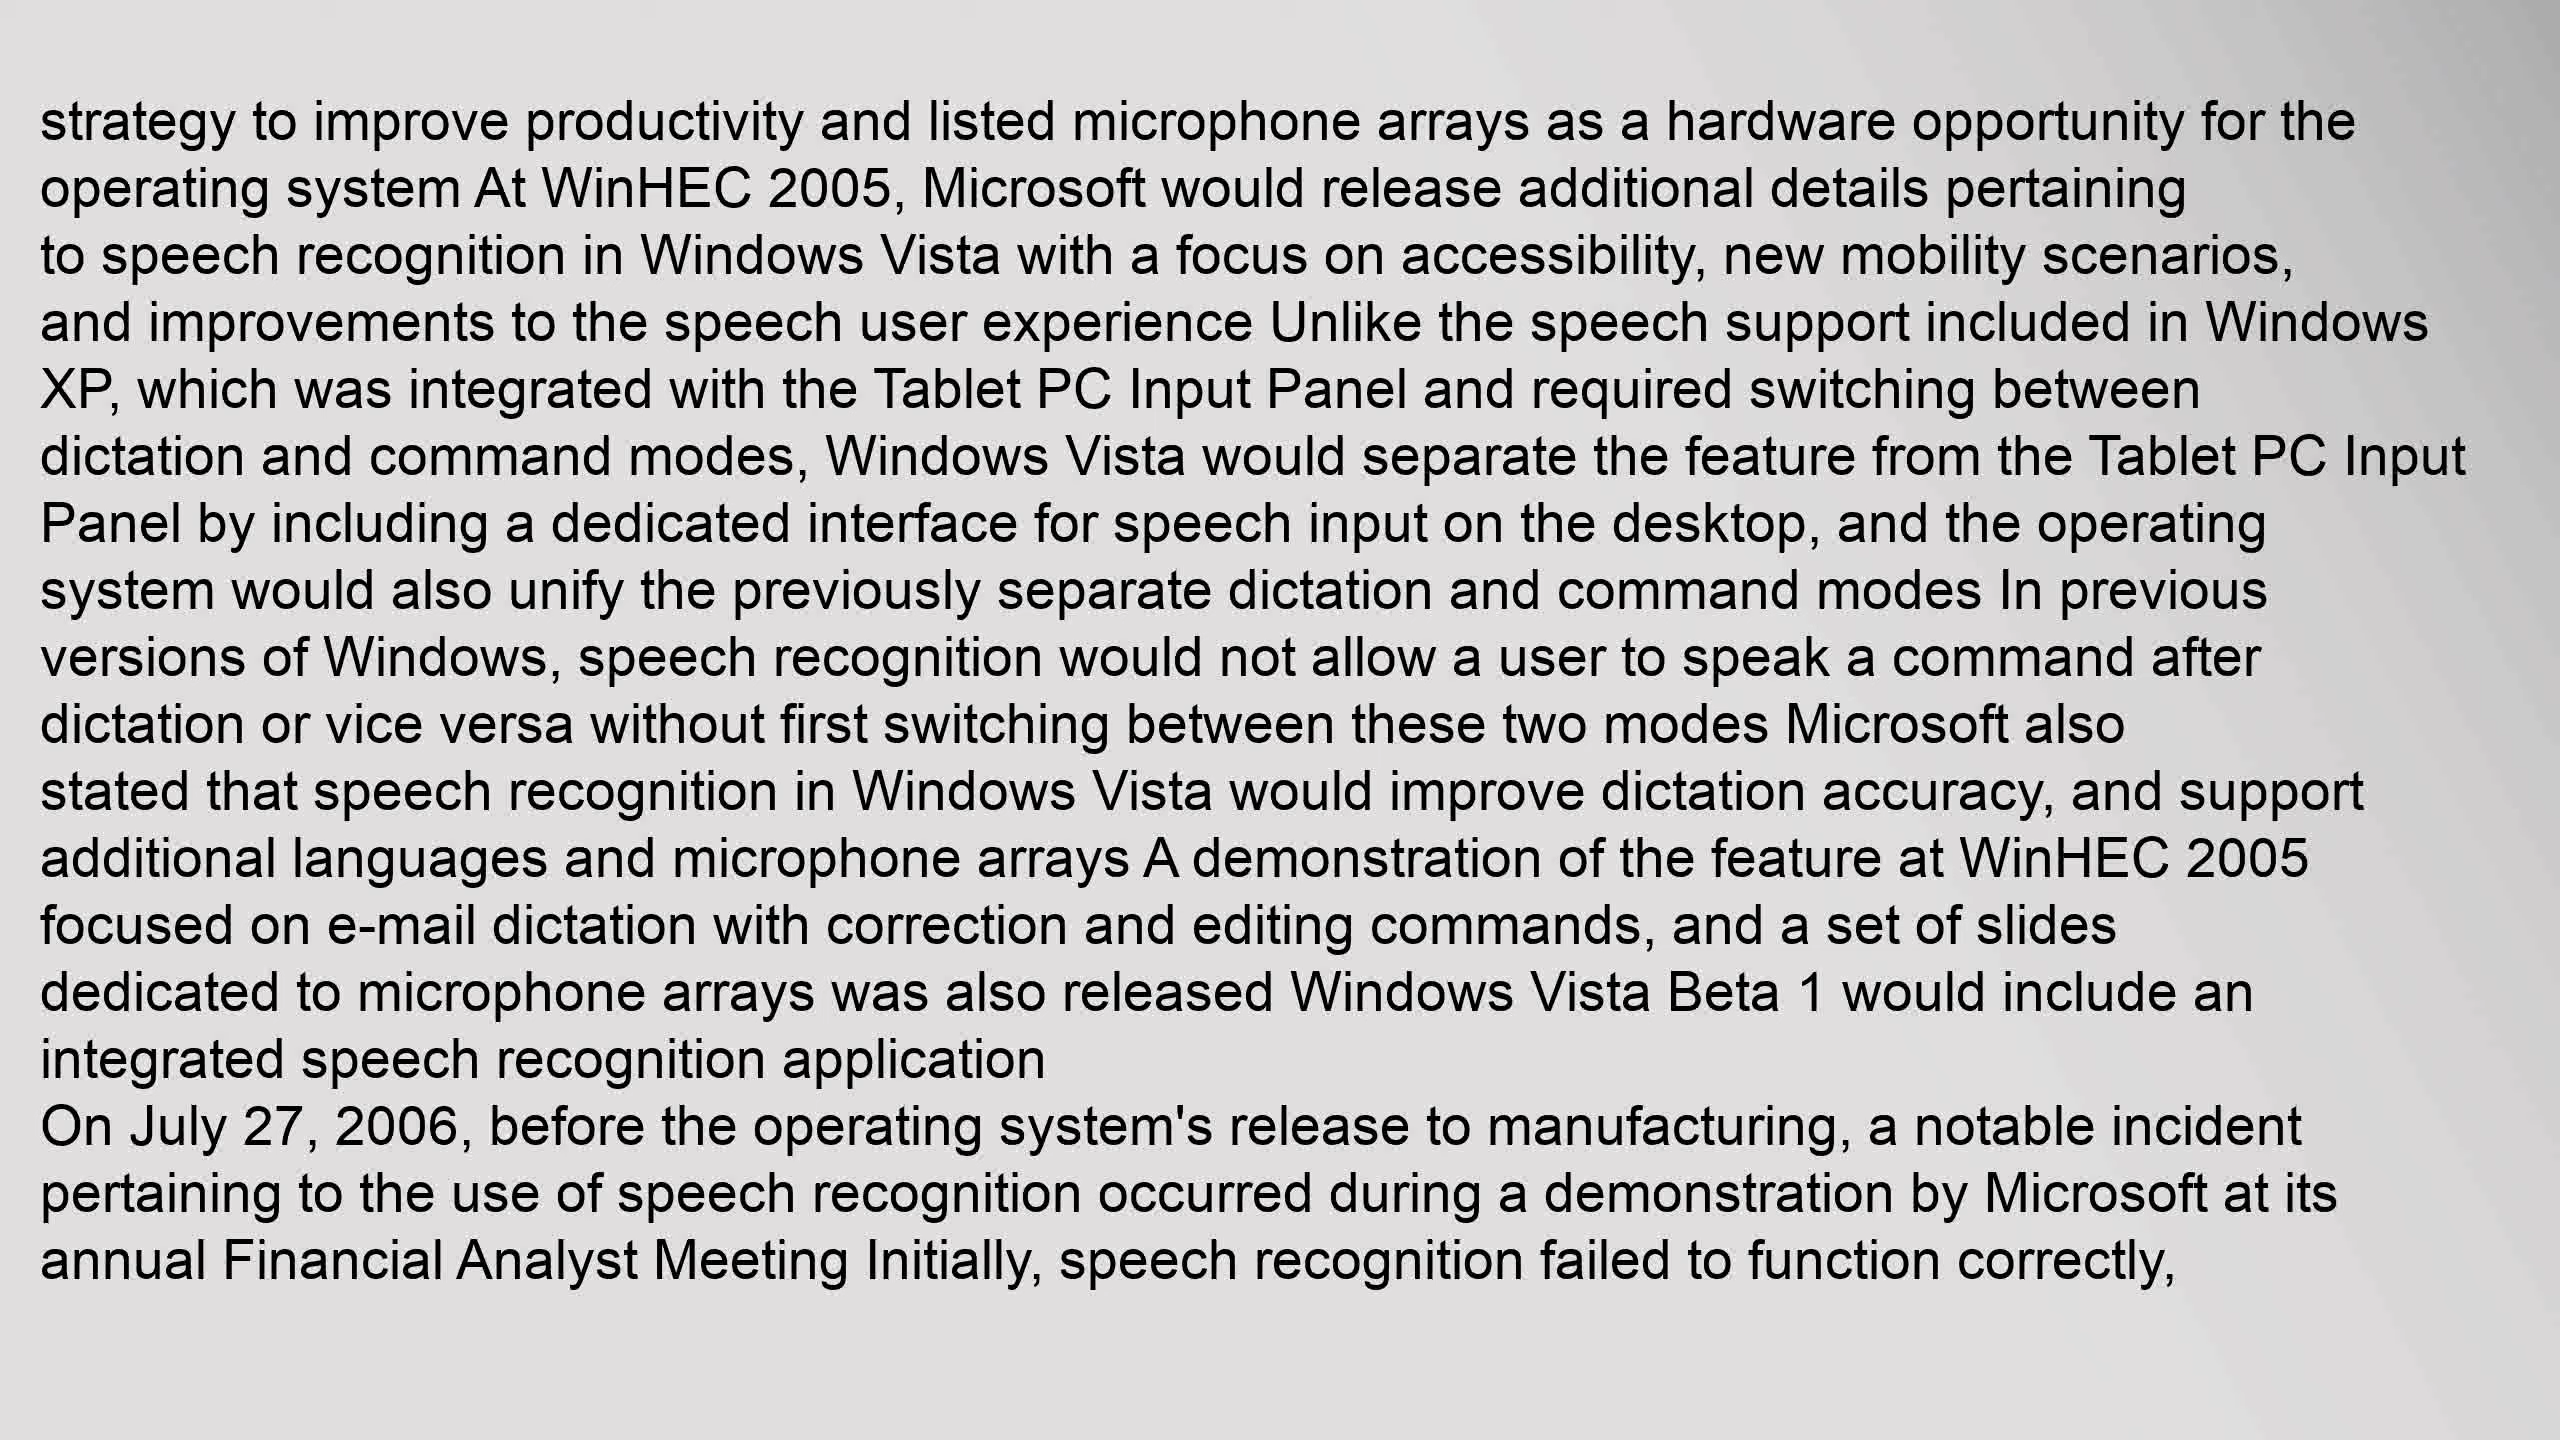 strategy to improve productivity and listed microphone arrays as a hardware opportunity for the
operating system At WinHEC 2005, Microsoft would release additional details pertaining
to speech recognition in Windows Vista with a focus on accessibility, new mobility scenarios,
and improvements to the speech user experience Unlike the speech support included in Windows
XP, which was integrated with the Tablet PC Input Panel and required switching between
dictation and command modes, Windows Vista would separate the feature from the Tablet PC Input
Panel by including a dedicated interface for speech input on the desktop, and the operating
system would also unify the previously separate dictation and command modes In previous
versions of Windows, speech recognition would not allow a user to speak a command after
dictation or vice versa without first switching between these two modes Microsoft also
stated that speech recognition in Windows Vista would improve dictation accuracy, and support
additional languages and microphone arrays A demonstration of the feature at WinHEC 2005
focused on e-mail dictation with correction and editing commands, and a set of slides
dedicated to microphone arrays was also released Windows Vista Beta 1 would include an
integrated speech recognition application
On July 27, 2006, before the operating system's release to manufacturing, a notable incident
pertaining to the use of speech recognition occurred during a demonstration by Microsoft at its
annual Financial Analyst Meeting Initially, speech recognition failed to function correctly,